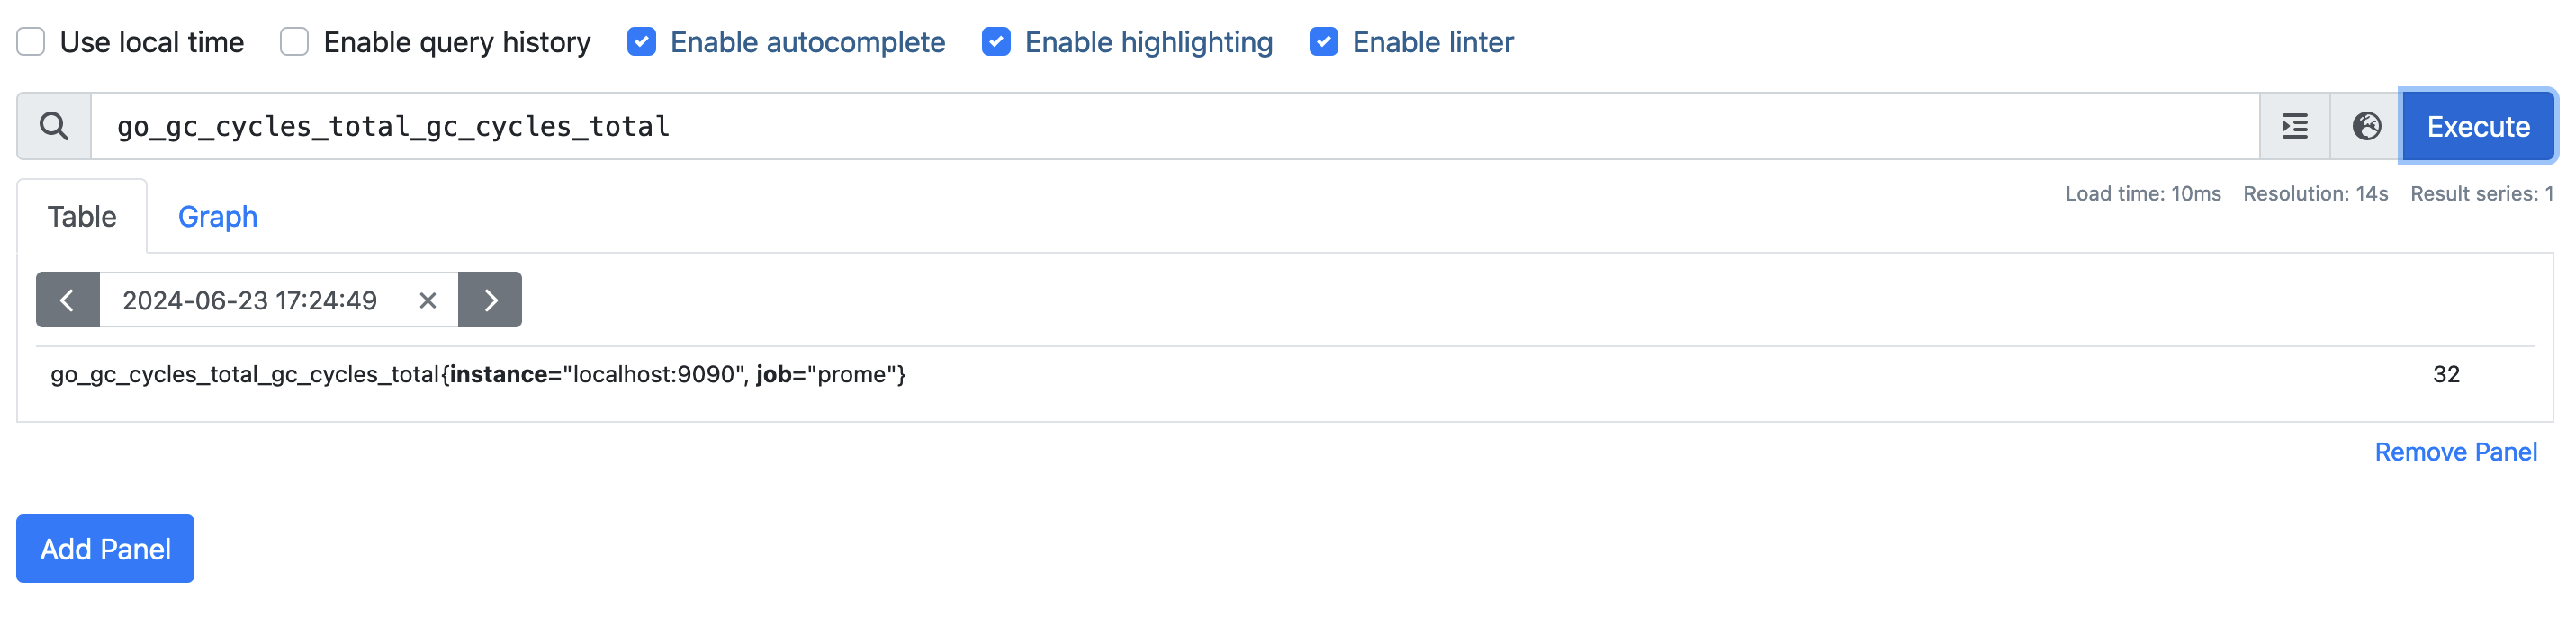 Use local time Enable query history Enable autocomplete Enable highlighting Enable linter
go_gc_cycles_total_gc_cycles_total Execute
Table Graph Load time: 10ms Resolution: 14s Result series: 1
2024-06-23 17:24:49
go_gc_cycles_total_gc_cycles_total{instance="localhost:9090", job="prome"} 32
Remove Panel
Add Panel